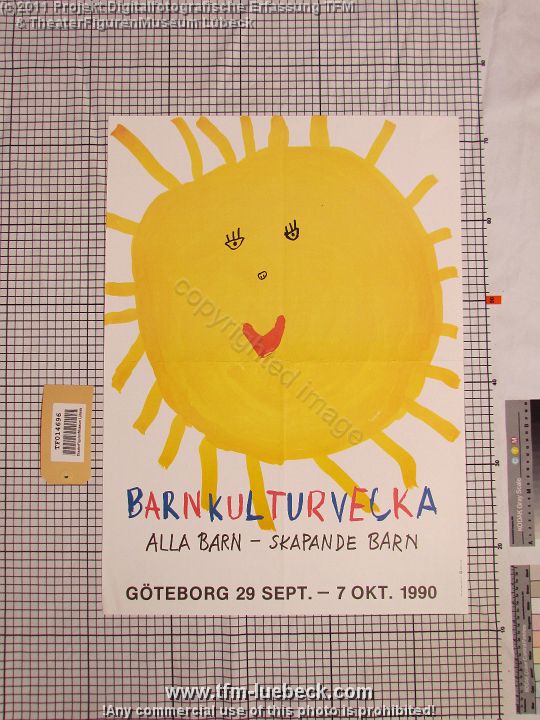 (c) 2011 Projekt Digitalfotografische Erfassung TFM
& TheaterFigurenMuseum Lübeck
copyrighted image
TF014696
BARNKULTURVECKA
ALLA BARN – SKAPANDE BARN
GÖTEBORG 29 SEPT. – 7 OKT. 1990
www.tfm-luebeck.com
!Any commercial use of this photo is prohibited!